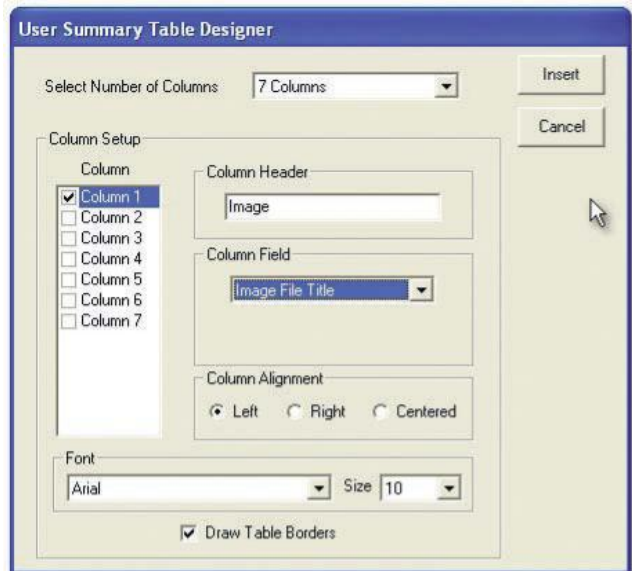 User Summary Table Designer
Select Number of Columns 7 Columns
Insert
Cancel
Column Setup
Column
Column 1
Column 2
Column 3
Column 4
Column 5
Column 6
Column 7
Column Header
Image
Column Field
Image File Title
Column Alignment
Left Right Centered
Font
Arial Size 10
Draw Table Borders